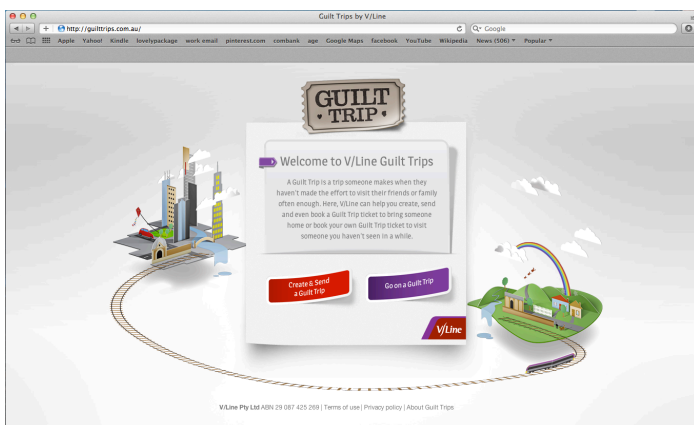 Guilt Trips by V/Line
http://guilttrips.com.au/
Google
Apple Yahoo! Kindle lovelypackage work email pinterest.com combank age Google Maps facebook YouTube Wikipedia News (506) Popular
GUILT
TRIP
Welcome to V/Line Guilt Trips
A Guilt Trip is a trip someone makes when they
haven't made the effort to visit their friends or family
often enough. Here, V/Line can help you create, send
and even book a Guilt Trip ticket to bring someone
home or book your own Guilt Trip ticket to visit
someone you haven't seen in a while.
Create & Send
a Guilt Trip
Go on a Guilt Trip
V/Line
V/Line Pty Ltd ABN 29 087 425 269 | Terms of use | Privacy policy | About Guilt Trips